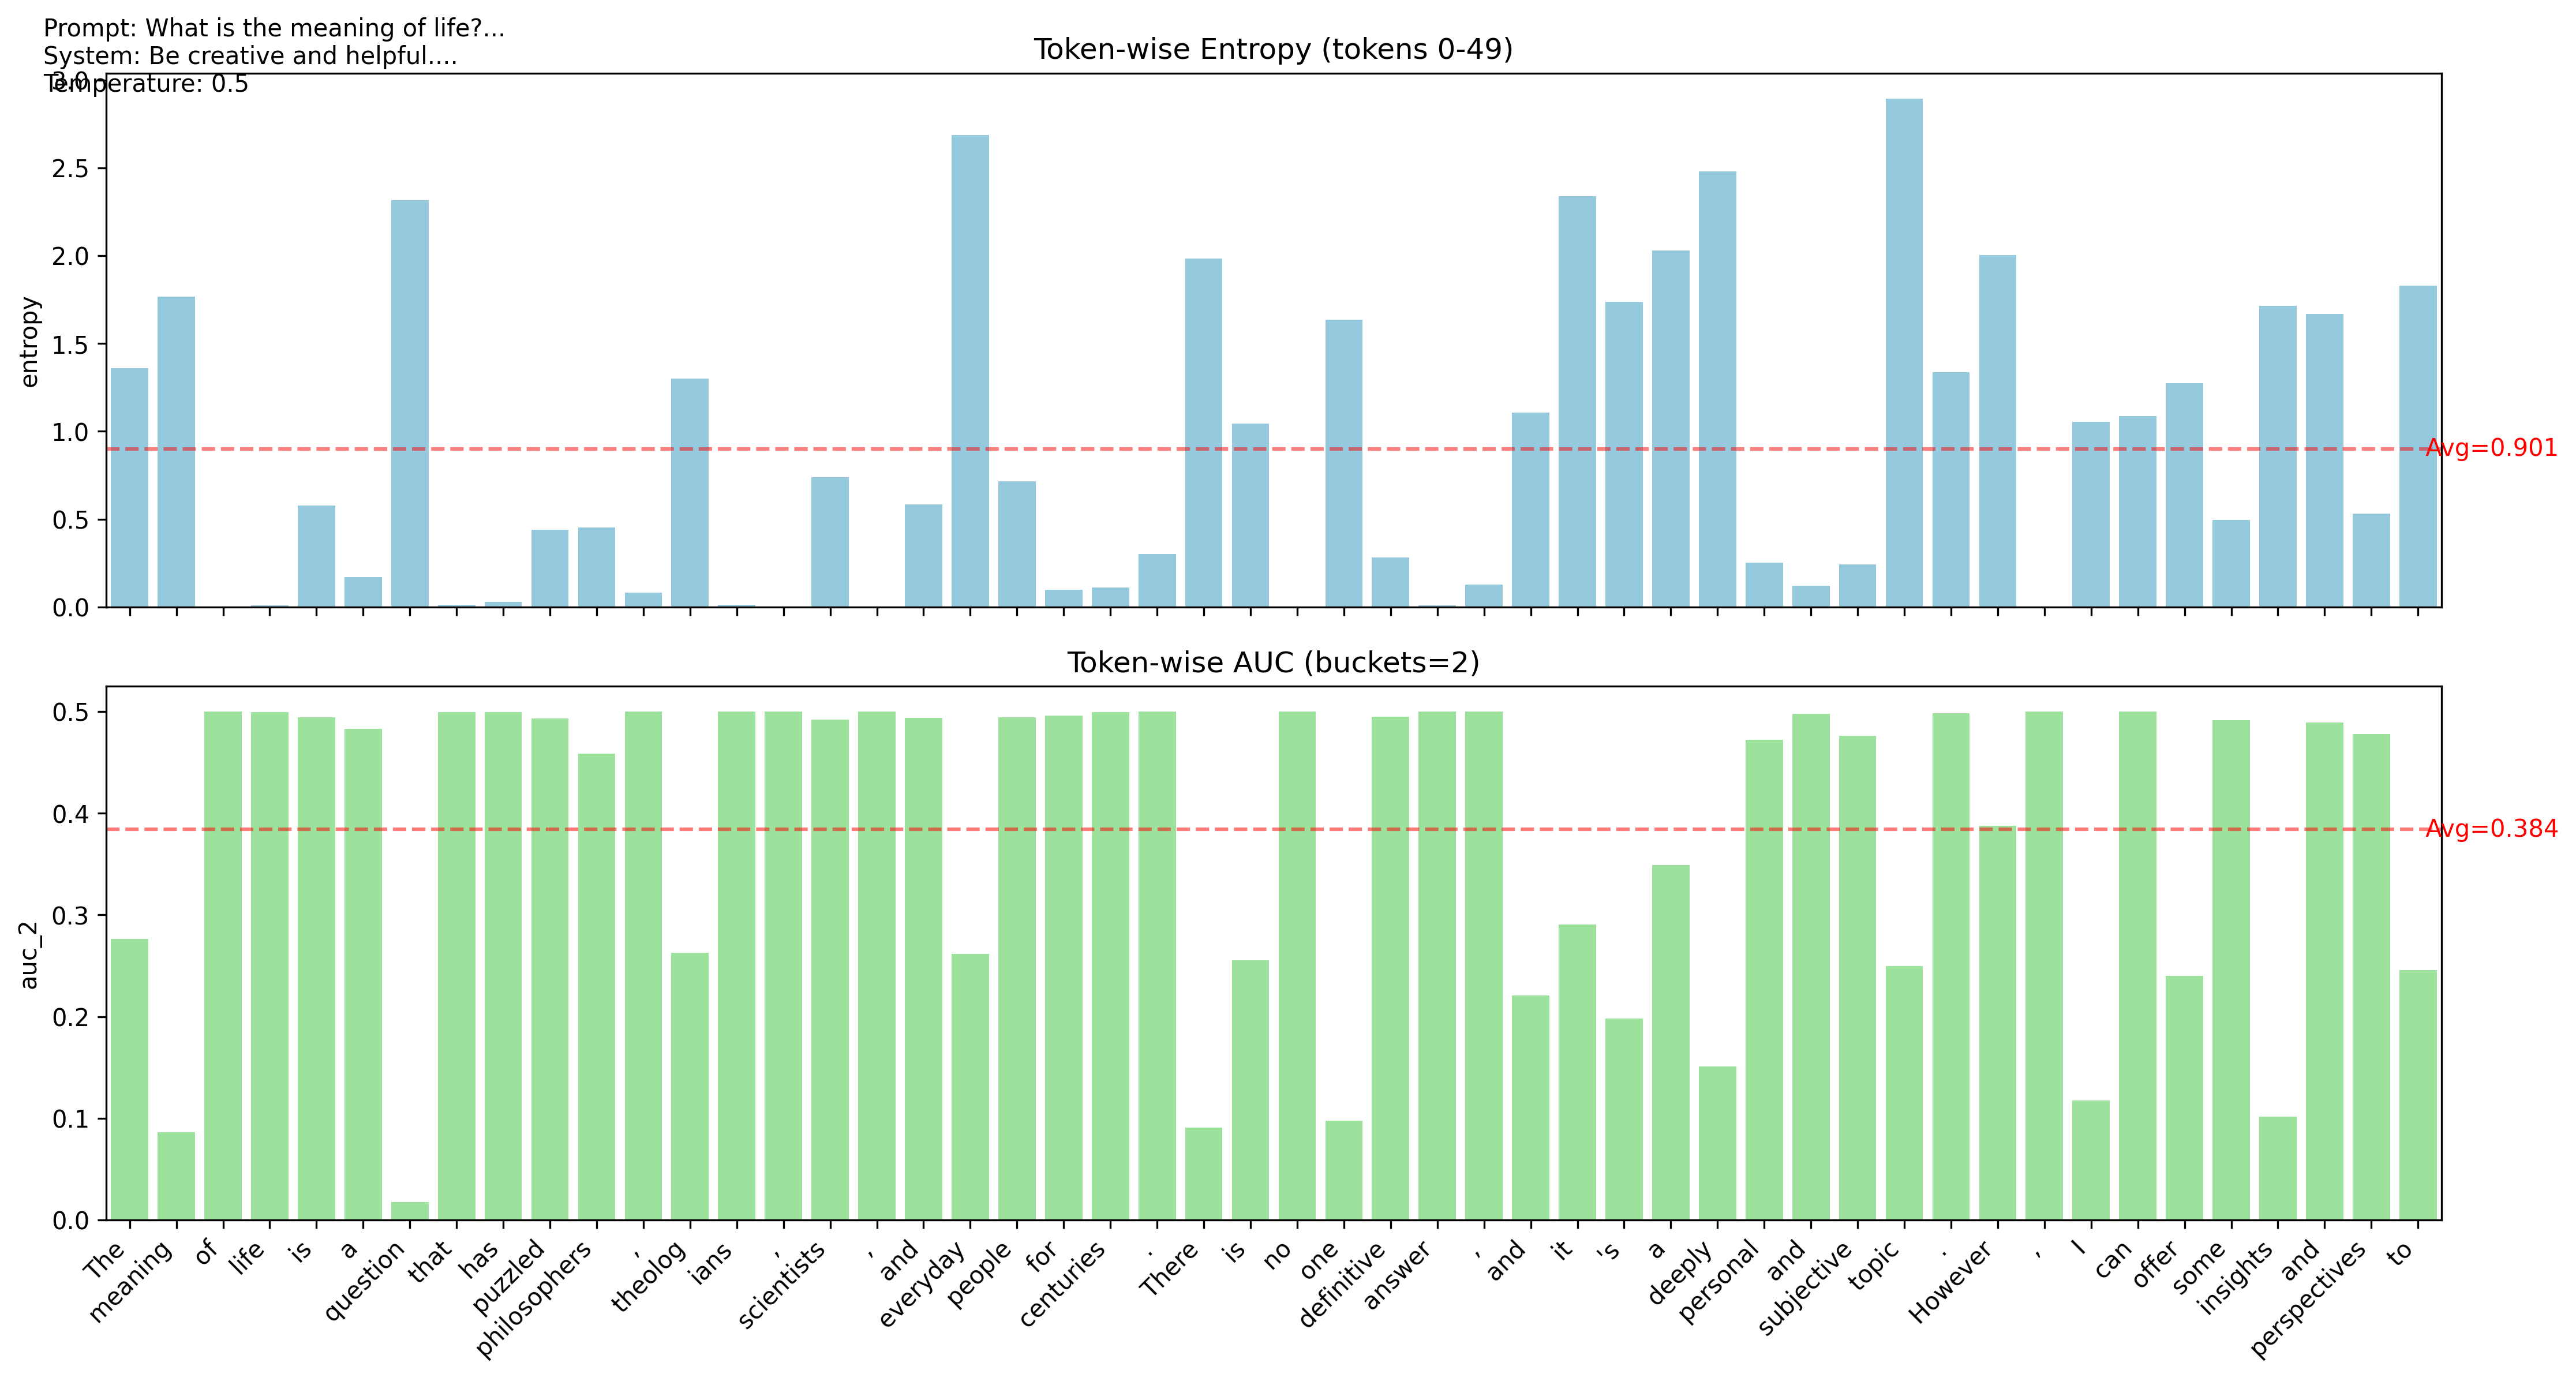 Prompt: What is the meaning of life?...
System: Be creative and helpful....
Temperature: 0.5
Token-wise Entropy (tokens 0-49)
3.0
2.5
2.0
1.5
1.0
0.5
0.0
entropy
Avg=0.901
Token-wise AUC (buckets=2)
0.5
0.4
0.3
0.2
0.1
0.0
auc_2
Avg=0.384
The
meaning
of
life
is
a
question
that
has
puzzled
philosophers
,
theolog
ians
,
scientists
,
and
everyday
people
for
centuries
.
There
is
no
one
definitive
answer
,
and
it
's
a
deeply
personal
and
subjective
topic
.
However
,
I
can
offer
some
insights
and
perspectives
to